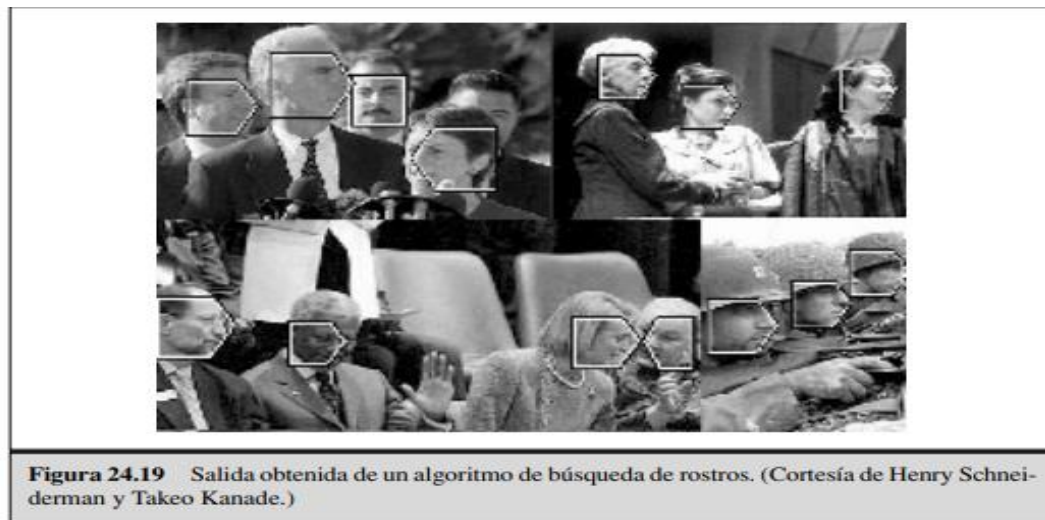 Figura 24.19 Salida obtenida de un algoritmo de búsqueda de rostros. (Cortesía de Henry Schnei-
derman y Takeo Kanade.)